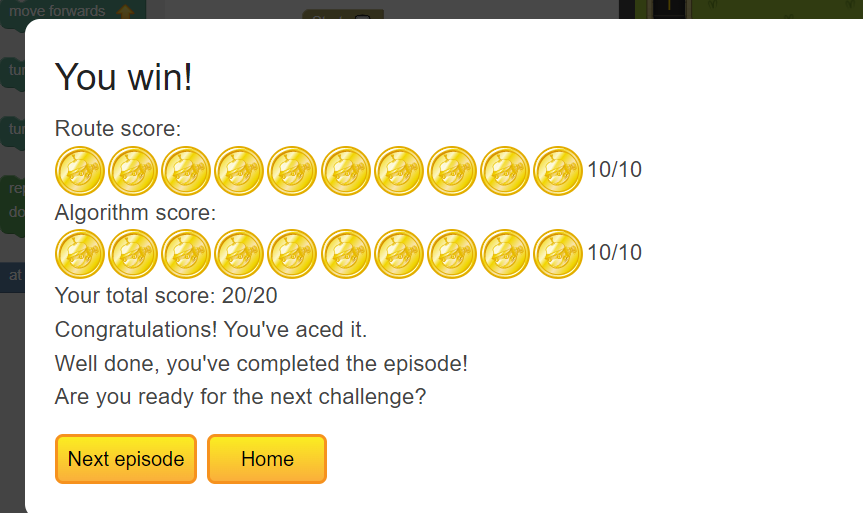 move forwards
You win!
Route score:
10/10
Algorithm score:
10/10
Your total score: 20/20
Congratulations! You've aced it.
Well done, you've completed the episode!
Are you ready for the next challenge?
Next episode
Home
at